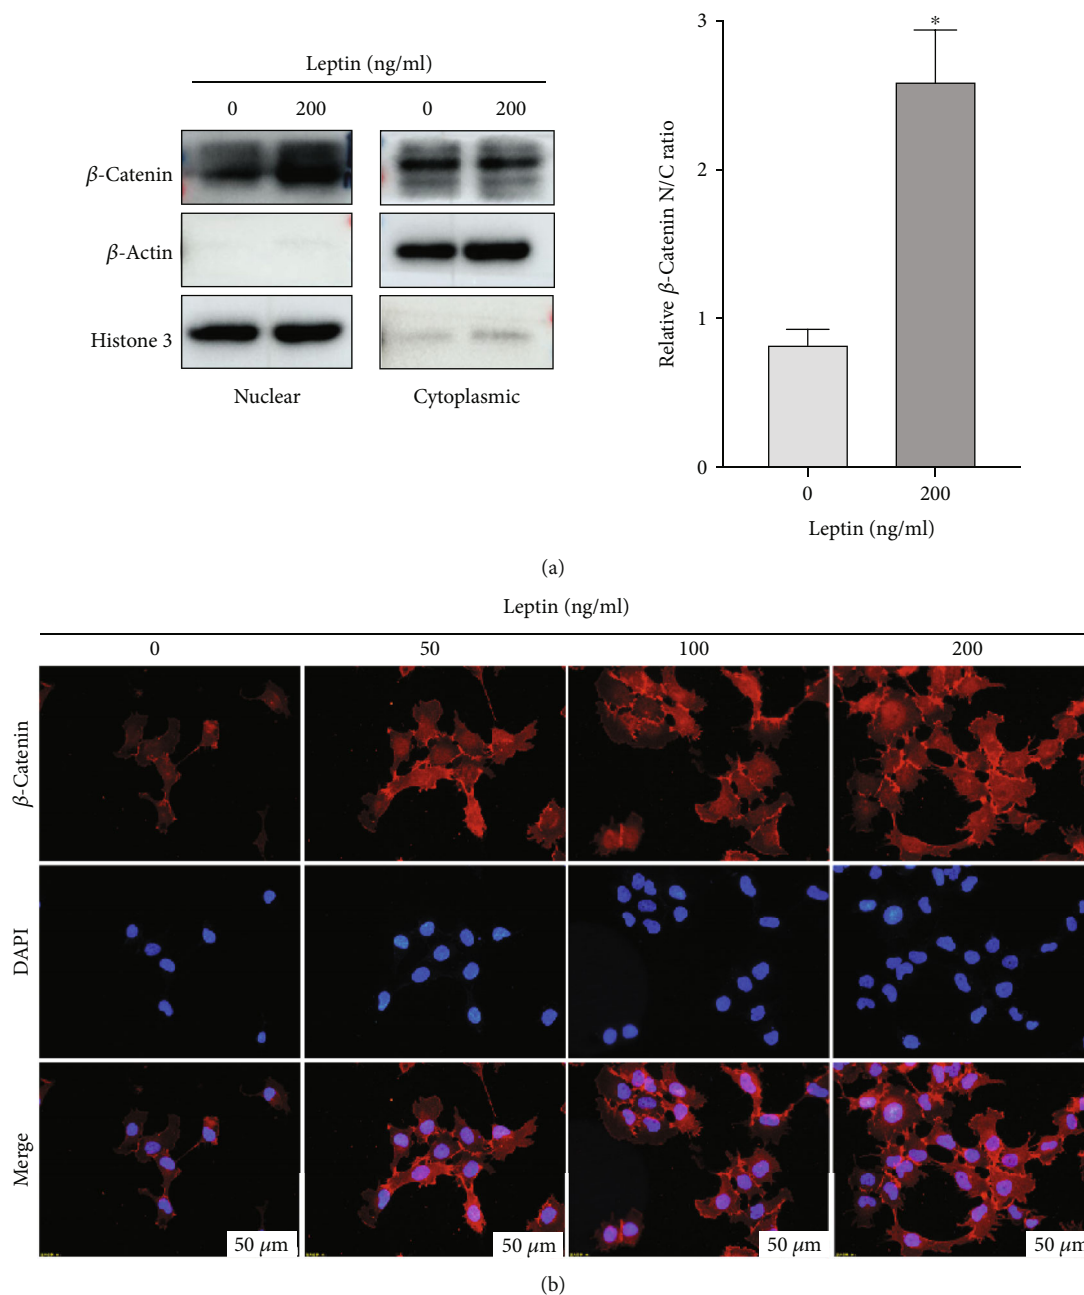 Leptin (ng/ml)
0 200 0 200
β-Catenin
β-Actin
Histone 3
Nuclear Cytoplasmic
3
2
1
0
Relative β-Catenin N/C ratio
*
0 200
Leptin (ng/ml)
(a)
Leptin (ng/ml)
0 50 100 200
β-Catenin
DAPI
Merge
50 μm 50 μm 50 μm 50 μm
(b)